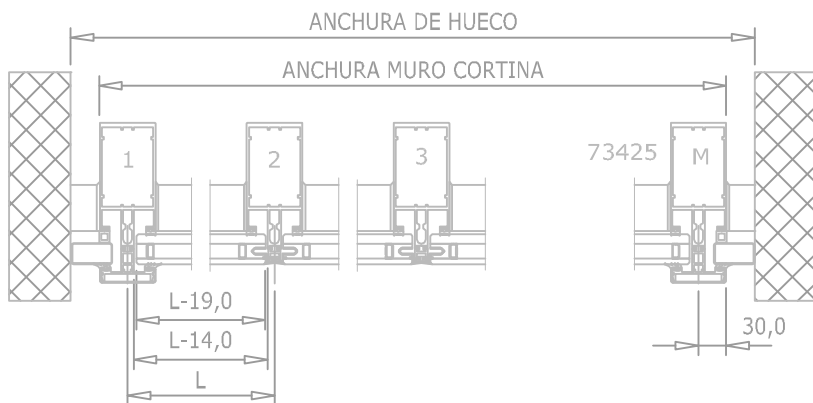 ANCHURA DE HUECO
ANCHURA MURO CORTINA
1
2
3
73425
M
L-19,0
L-14,0
L
30,0